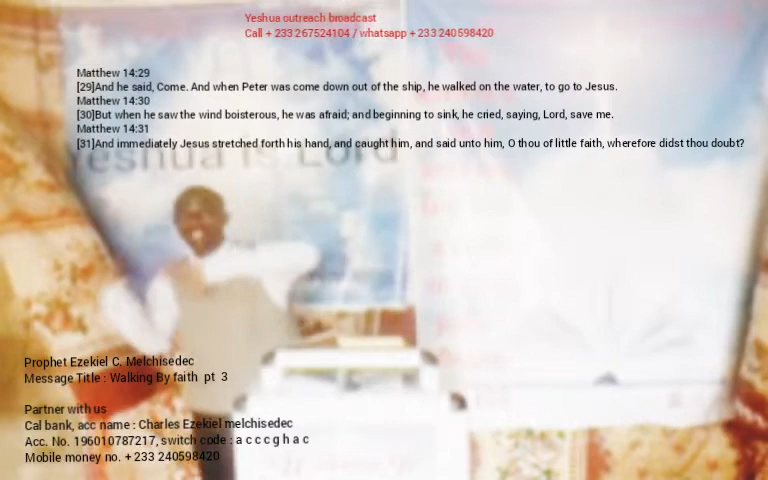 Yeshua outreach broadcast
Call + 233 267524104 / whatsapp + 233 240598420
Matthew 14:29
[29]And he said, Come. And when Peter was come down out of the ship, he walked on the water, to go to Jesus.
Matthew 14:30
[30]But when he saw the wind boisterous, he was afraid; and beginning to sink, he cried, saying, Lord, save me.
Matthew 14:31
[31]And immediately Jesus stretched forth his hand, and caught him, and said unto him, O thou of little faith, wherefore didst thou doubt?
Yeshua is Lord
Prophet Ezekiel C. Melchisedec
Message Title : Walking By faith pt 3
Partner with us
Cal bank, acc name : Charles Ezekiel melchisedec
Acc. No. 196010787217, switch code : a c c c g h a c
Mobile money no. + 233 240598420